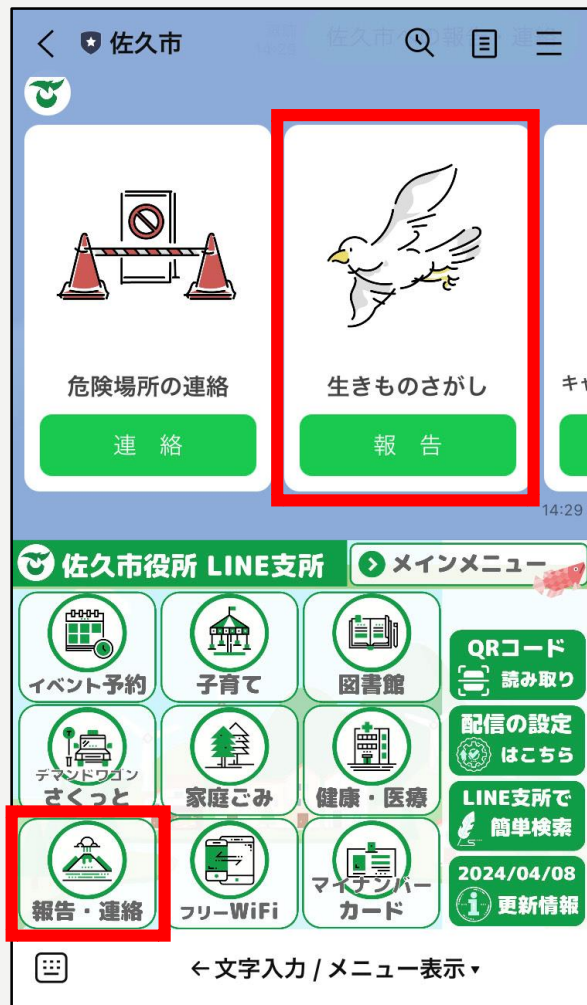 佐久市
危険場所の連絡
連 絡
生きものさがし
報 告
キャ
14:29
佐久市役所 LINE支所
メインメニュー
イベント予約
子育て
図書館
QRコード
読み取り
デマンドワゴン
さくっと
家庭ごみ
健康・医療
配信の設定
はこちら
LINE支所で
簡単検索
報告・連絡
フリーWiFi
マイナンバー
カード
2024/04/08
更新情報
←文字入力 / メニュー表示▾